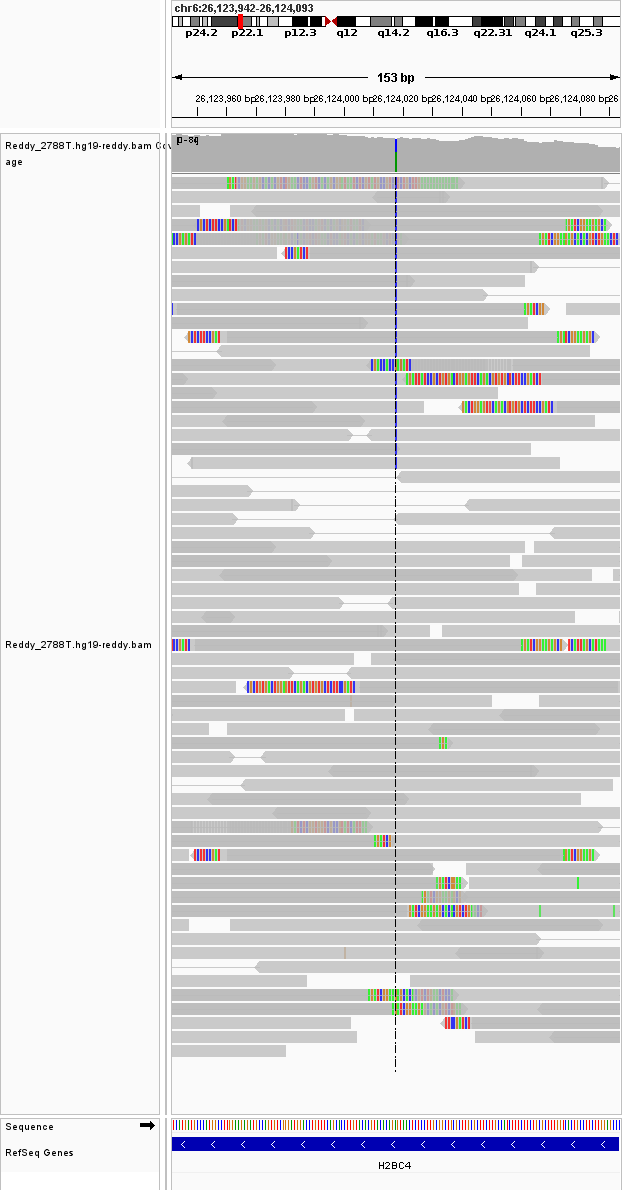 chr6:26,123,942-26,124,093
p24.2 p22.1 p12.3 q12 q14.2 q16.3 q22.31 q24.1 q25.3
153 bp
26,123,960 bp 26,123,980 bp 26,124,000 bp 26,124,020 bp 26,124,040 bp 26,124,060 bp 26,124,080 bp 26
Reddy_2788T.hg19-reddy.bam Cov
age
Reddy_2788T.hg19-reddy.bam
Sequence
RefSeq Genes
H2BC4